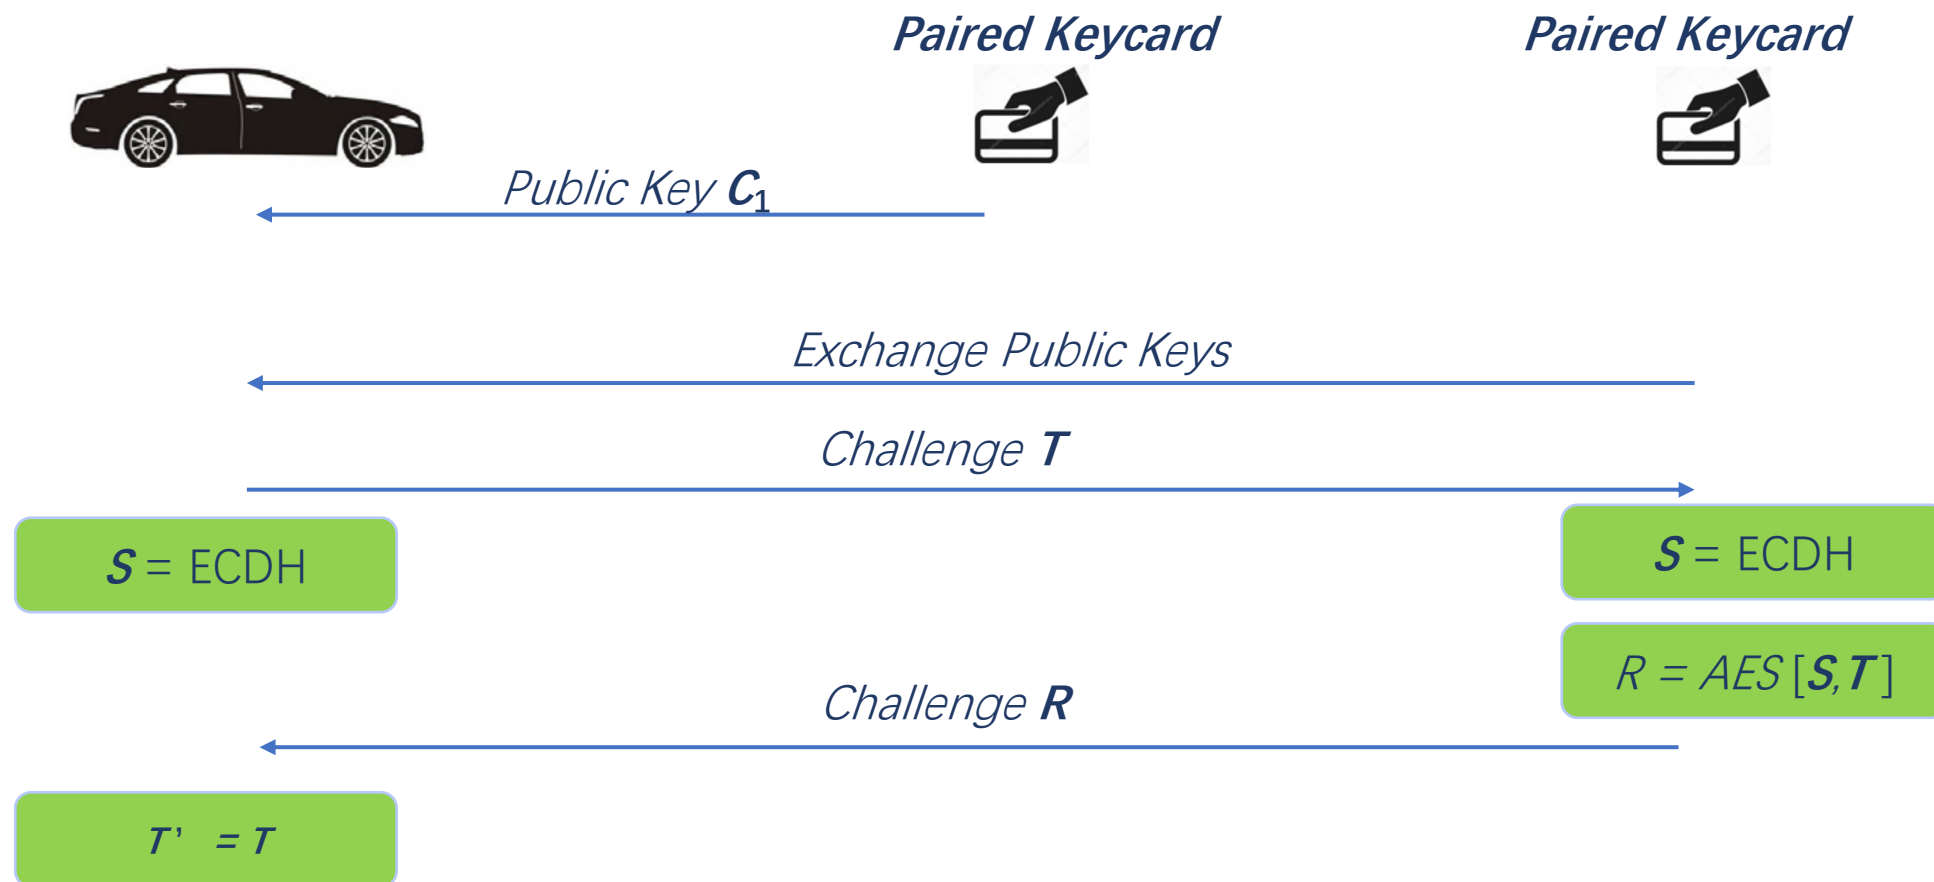 Paired Keycard
Paired Keycard
Public Key C₁
Exchange Public Keys
Challenge T
S = ECDH
S = ECDH
R = AES [S,T]
Challenge R
T’ = T